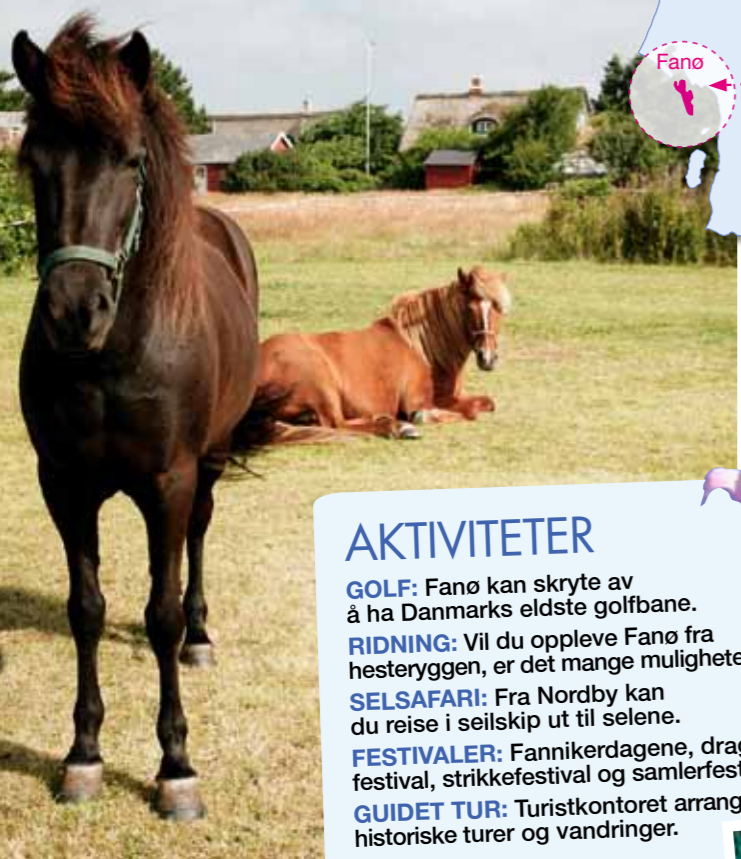 Fanø
AKTIVITETER
GOLF: Fanø kan skryte av
å ha Danmarks eldste golfbane.
RIDNING: Vil du oppleve Fanø fra
hesteryggen, er det mange
SELSAFARI: Fra Nordby kan
du reise i seilskip ut til selene.
FESTIVALER: Fannikerdagene,
festival, strikkefestival og
GUIDET TUR: Turistkontoret
historiske turer og vandringer.